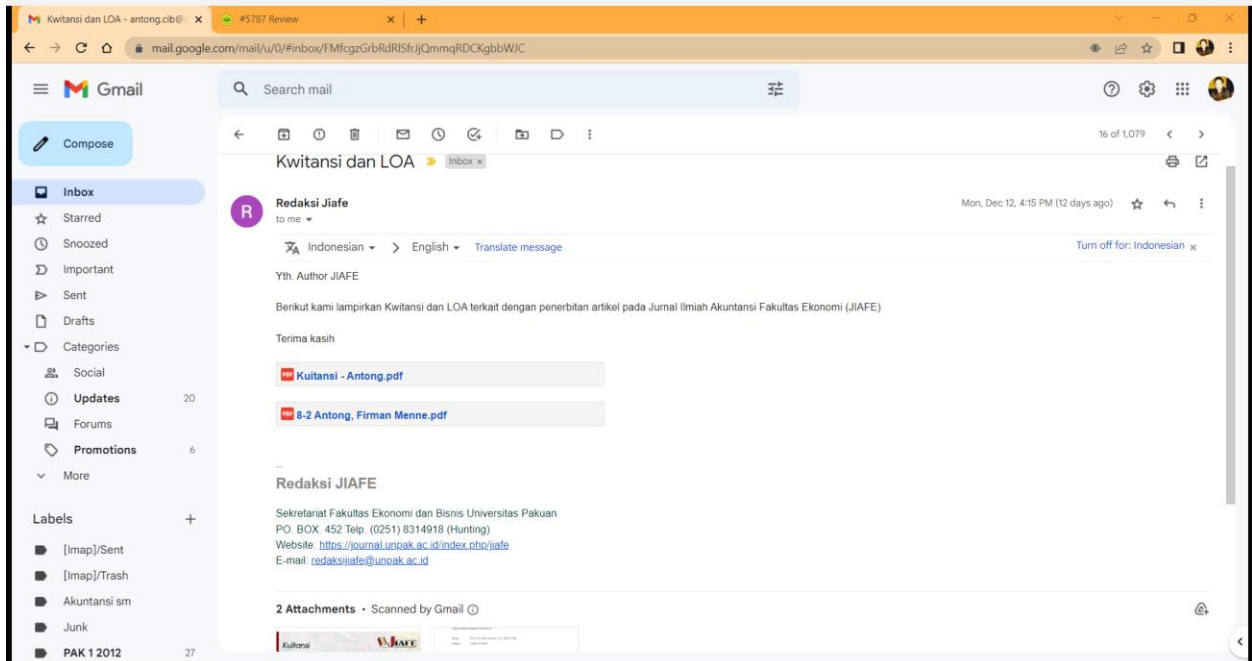 Kwitansi dan LOA - antong.cib@
#5787 Review
mail.google.com/mail/u/0/#inbox/FMfcgzGrbRdRlSfrJjQmmqRDCKgbbWJC
Gmail
Search mail
Compose
16 of 1,079
Kwitansi dan LOA
Inbox ×
Inbox
Starred
Snoozed
Important
Sent
Drafts
Categories
Social
Updates 20
Forums
Promotions 6
More
Labels +
[Imap]/Sent
[Imap]/Trash
Akuntansi sm
Junk
PAK 1 2012 27
R
Redaksi Jiafe
Mon, Dec 12, 4:15 PM (12 days ago)
to me
Indonesian > English Translate message
Turn off for: Indonesian ×
Yth. Author JIAFE
Berikut kami lampirkan Kwitansi dan LOA terkait dengan penerbitan artikel pada Jurnal Ilmiah Akuntansi Fakultas Ekonomi (JIAFE)
Terima kasih
PDF Kuitansi - Antong.pdf
PDF 8-2 Antong, Firman Menne.pdf
--
Redaksi JIAFE
Sekretariat Fakultas Ekonomi dan Bisnis Universitas Pakuan
PO. BOX. 452 Telp. (0251) 8314918 (Hunting)
Website: https://journal.unpak.ac.id/index.php/jiafe
E-mail: redaksijiafe@unpak.ac.id
2 Attachments • Scanned by Gmail
Kuitansi
JIAFE